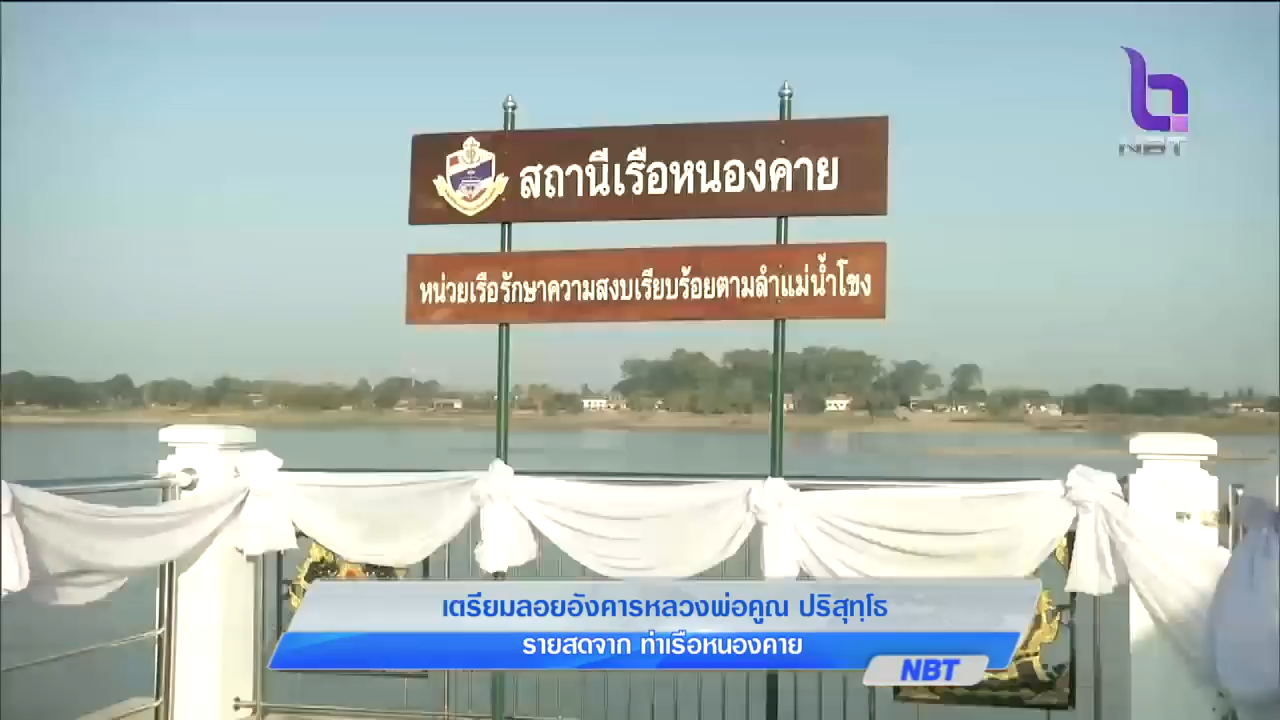 NBT
สถานีเรือหนองคาย
หน่วยเรือรักษาความสงบเรียบร้อยตามลำแม่น้ำโขง
เตรียมลอยอังคารหลวงพ่อคูณ ปริสุทฺโธ
รายสดจาก ท่าเรือหนองคาย
NBT